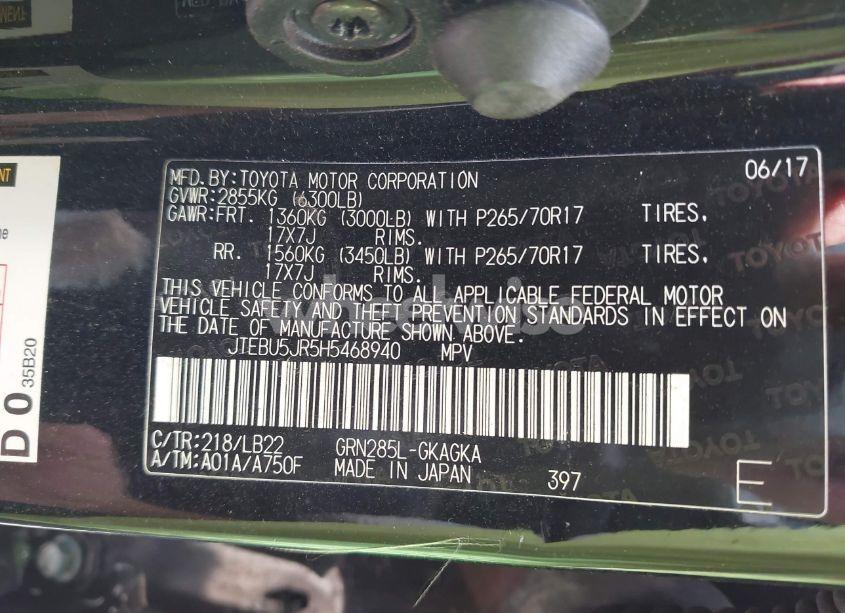 MFD.BY:TOYOTA MOTOR CORPORATION 06/17
GVWR:2855KG (6300LB)
GAWR:FRT. 1360KG (3000LB) WITH P265/70R17 TIRES.
17X7J RIMS.
RR. 1560KG (3450LB) WITH P265/70R17 TIRES.
17X7J RIMS.
THIS VEHICLE CONFORMS TO ALL APPLICABLE FEDERAL MOTOR
VEHICLE SAFETY AND THEFT PREVENTION STANDARDS IN EFFECT ON
THE DATE OF MANUFACTURE SHOWN ABOVE.
JTEBU5JR5H5468940 MPV
C/TR:218/LB22 GRN285L-GKAGKA
A/TM:A01A/A750F MADE IN JAPAN 397
E
D 0
35B20
TOYOTA